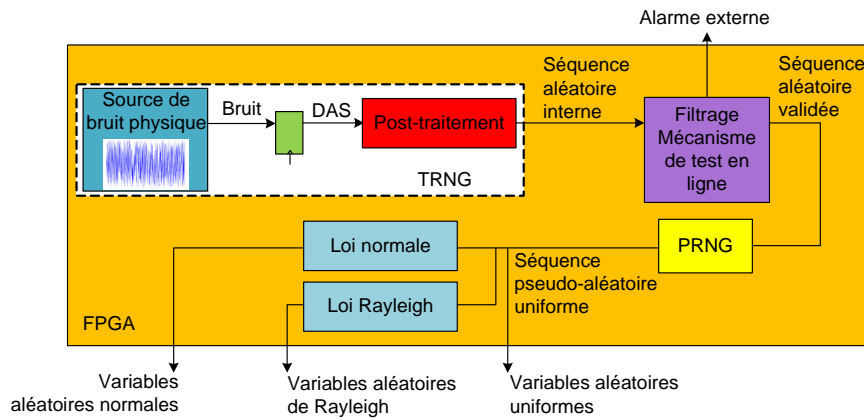 Alarme externe
Source de
bruit physique
Bruit
DAS
Post-traitement
TRNG
Séquence
aléatoire
interne
Filtrage
Mécanisme
de test en
ligne
Séquence
aléatoire
validée
Loi normale
Loi Rayleigh
Séquence
pseudo-aléatoire
uniforme
PRNG
FPGA
Variables
aléatoires normales
Variables aléatoires
de Rayleigh
Variables aléatoires
uniformes